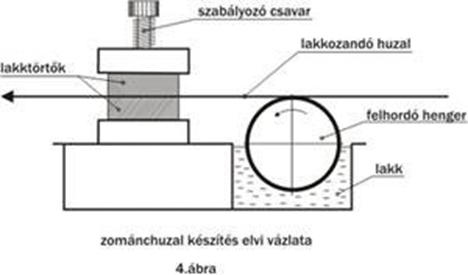 szabályozó csavar
lakkozandó huzal
lakktörtők
felhordó henger
lakk
zománchuzal készítés elvi vázlata
4.ábra